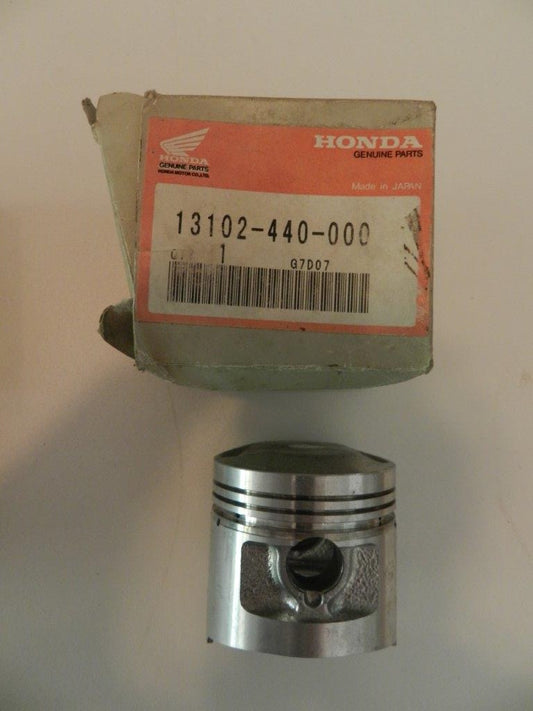 HONDA
GENUINE PARTS
HONDA MOTOR CO.,LTD.
HONDA
GENUINE PARTS
Made in JAPAN
13102-440-000
1
G7D07